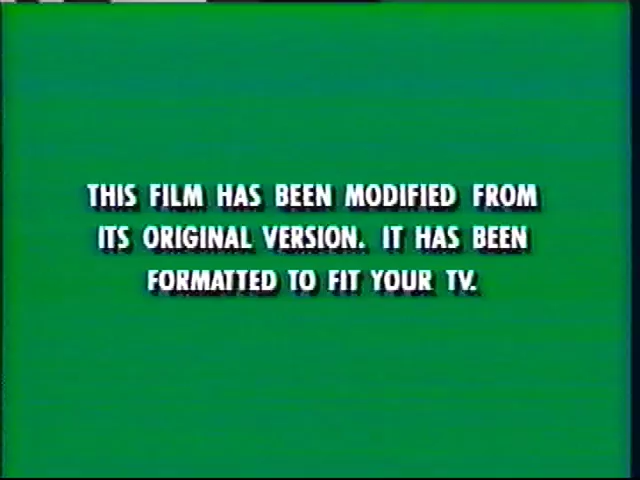 THIS FILM HAS BEEN MODIFIED FROM
ITS ORIGINAL VERSION. IT HAS BEEN
FORMATTED TO FIT YOUR TV.